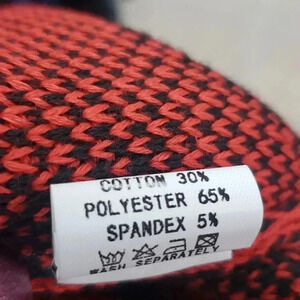 COTTON 30%
POLYESTER 65%
SPANDEX 5%
WASH SEPARATELY